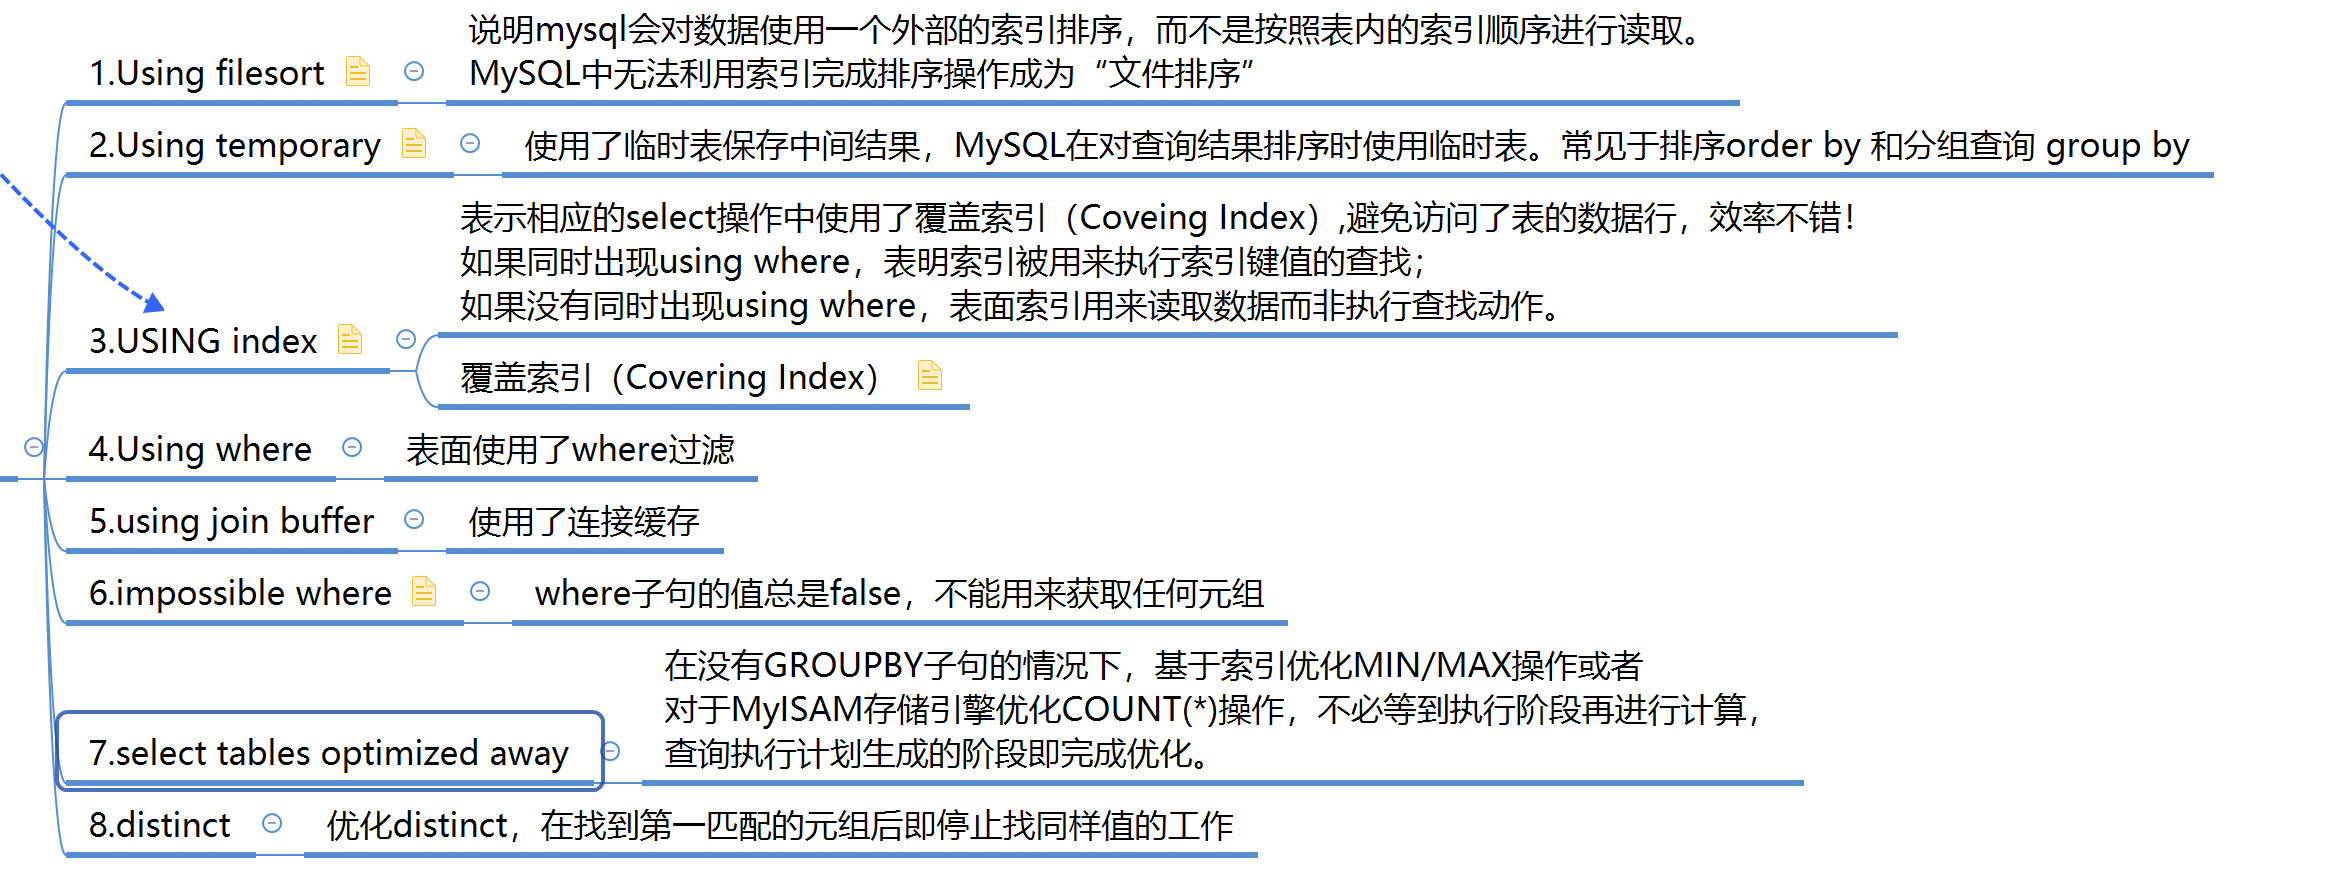 说明mysql会对数据使用一个外部的索引排序，而不是按照表内的索引顺序进行读取。
1.Using filesort
MySQL中无法利用索引完成排序操作成为“文件排序”
2.Using temporary
使用了临时表保存中间结果，MySQL在对查询结果排序时使用临时表。常见于排序order by 和分组查询 group by
表示相应的select操作中使用了覆盖索引（Coveing Index）,避免访问了表的数据行，效率不错！
如果同时出现using where，表明索引被用来执行索引键值的查找；
如果没有同时出现using where，表面索引用来读取数据而非执行查找动作。
3.USING index
覆盖索引（Covering Index）
4.Using where
表面使用了where过滤
5.using join buffer
使用了连接缓存
6.impossible where
where子句的值总是false，不能用来获取任何元组
在没有GROUPBY子句的情况下，基于索引优化MIN/MAX操作或者
对于MyISAM存储引擎优化COUNT(*)操作，不必等到执行阶段再进行计算，
查询执行计划生成的阶段即完成优化。
7.select tables optimized away
8.distinct
优化distinct，在找到第一匹配的元组后即停止找同样值的工作